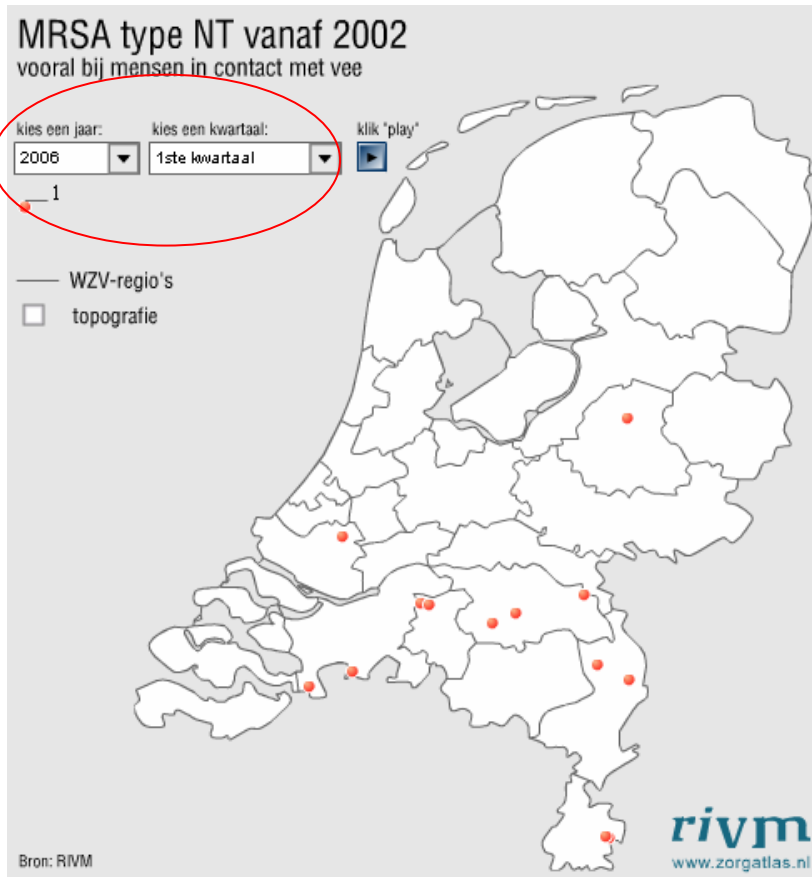 MRSA type NT vanaf 2002
vooral bij mensen in contact met vee
kies een jaar: kies een kwartaal: klik "play"
2006 1ste kwartaal
1
WZV-regio's
topografie
rivm
Bron: RIVM www.zorgatlas.nl